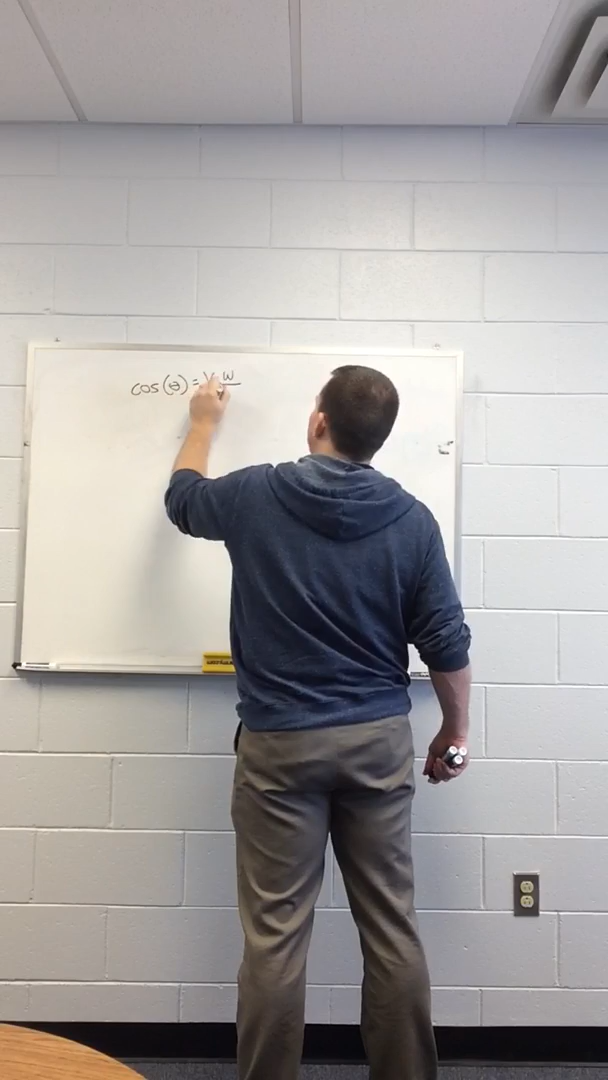 cos(θ) = V W